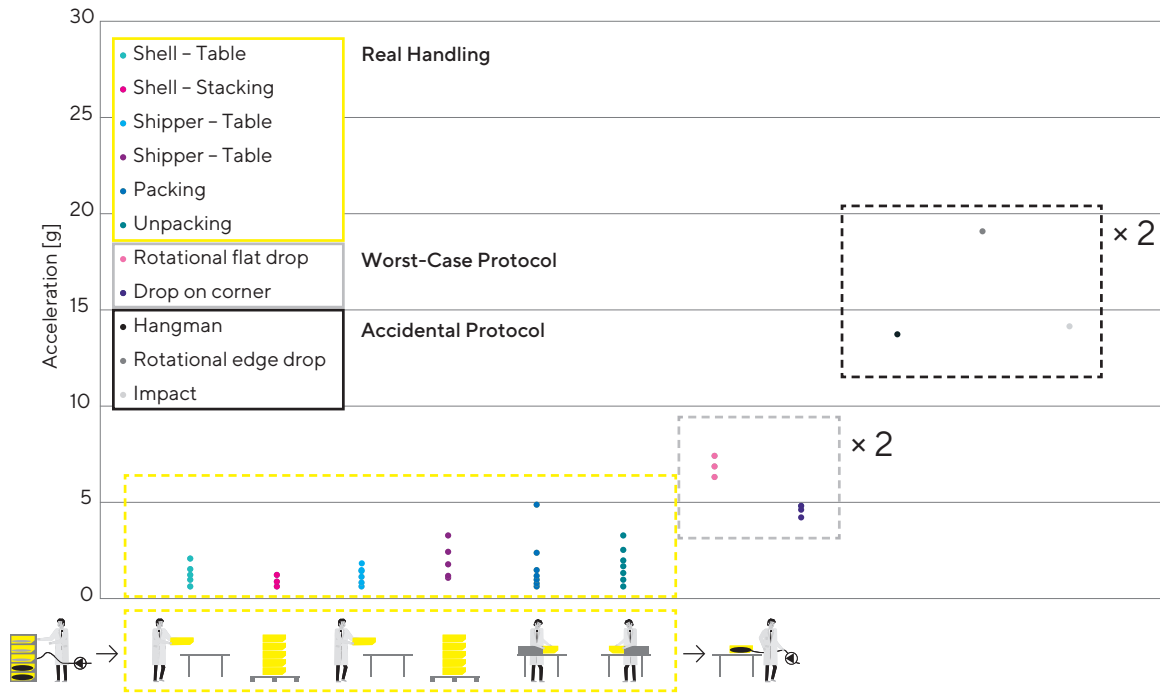 30
25
20
15
10
5
0
Acceleration [g]
Shell – Table
Shell – Stacking
Shipper – Table
Shipper – Table
Packing
Unpacking
Real Handling
Rotational flat drop
Drop on corner
Worst-Case Protocol
Hangman
Rotational edge drop
Impact
Accidental Protocol
× 2
× 2